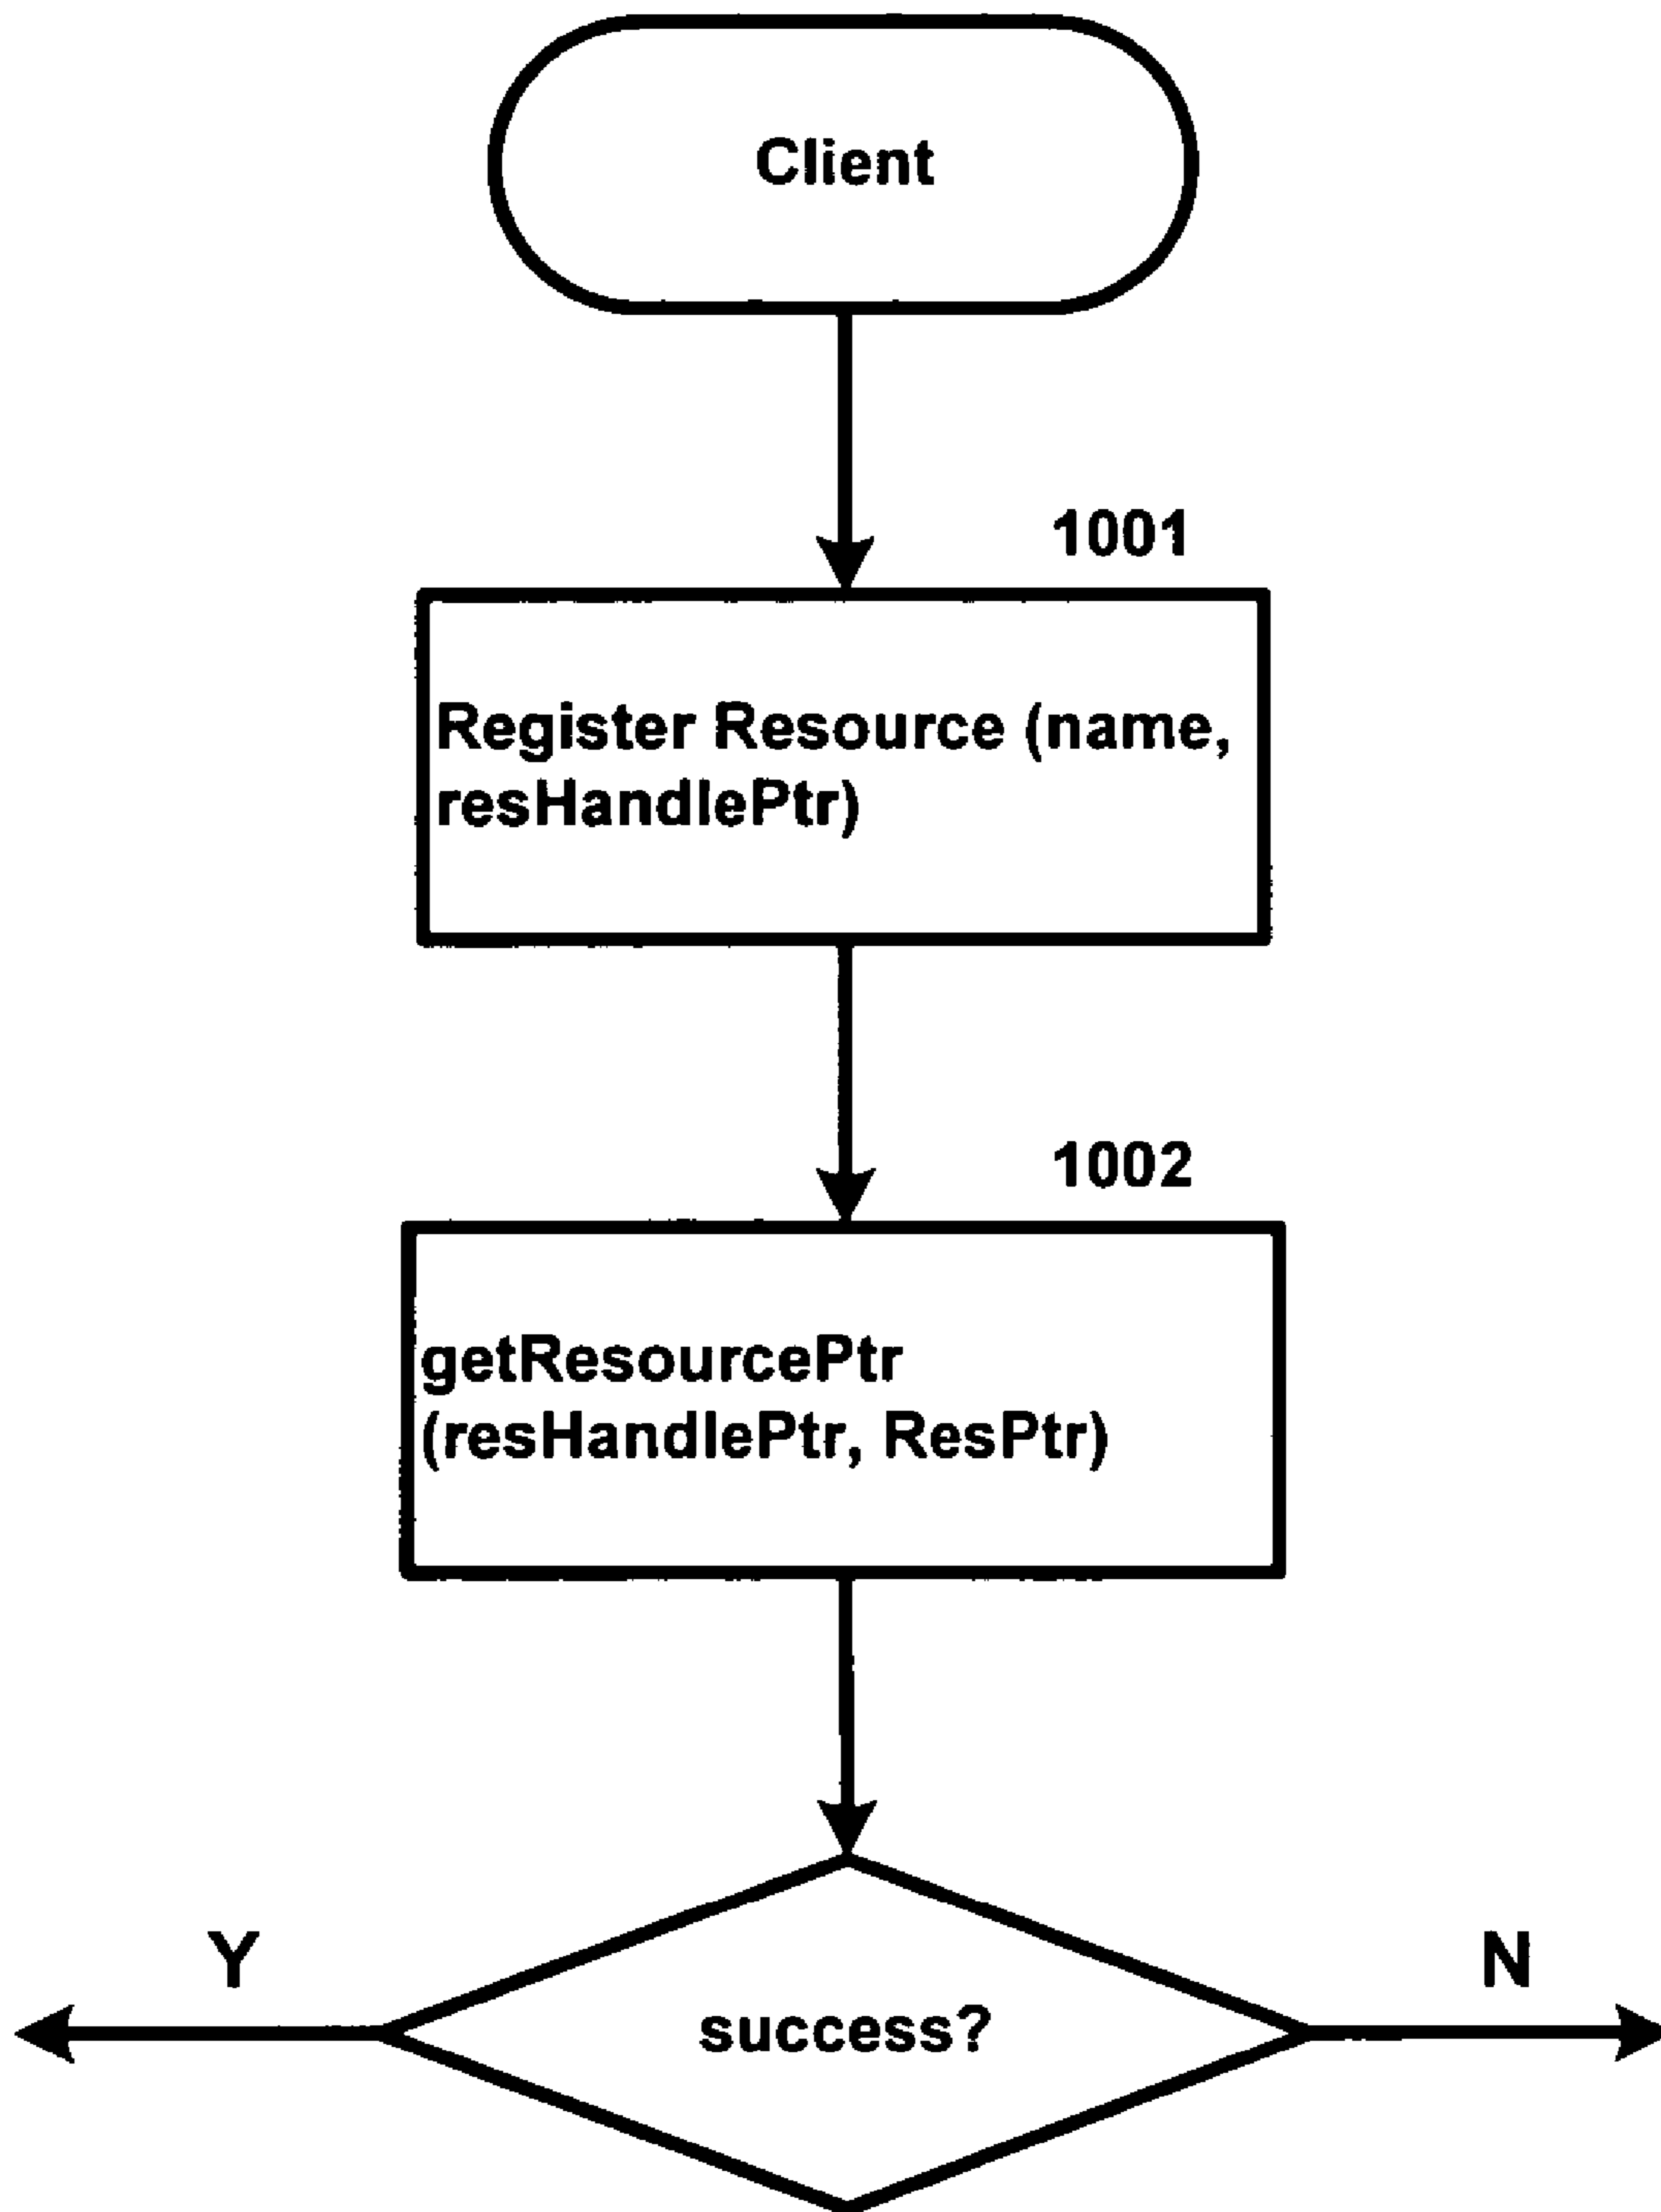 Client
1001
Register Resource (name,
resHandlePtr)
1002
getResourcePtr
(resHandlePtr, ResPtr)
Y
N
success?